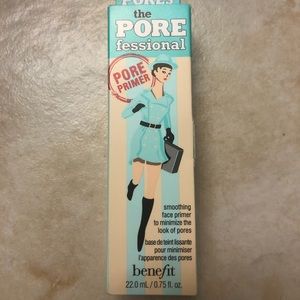 PORES
the
PORE
fessional
PORE
PRIMER
smoothing
face primer
to minimize the
look of pores
base de teint lissante
pour minimiser
l'apparence des pores
benefit
22.0 mL / 0.75 fl. oz.